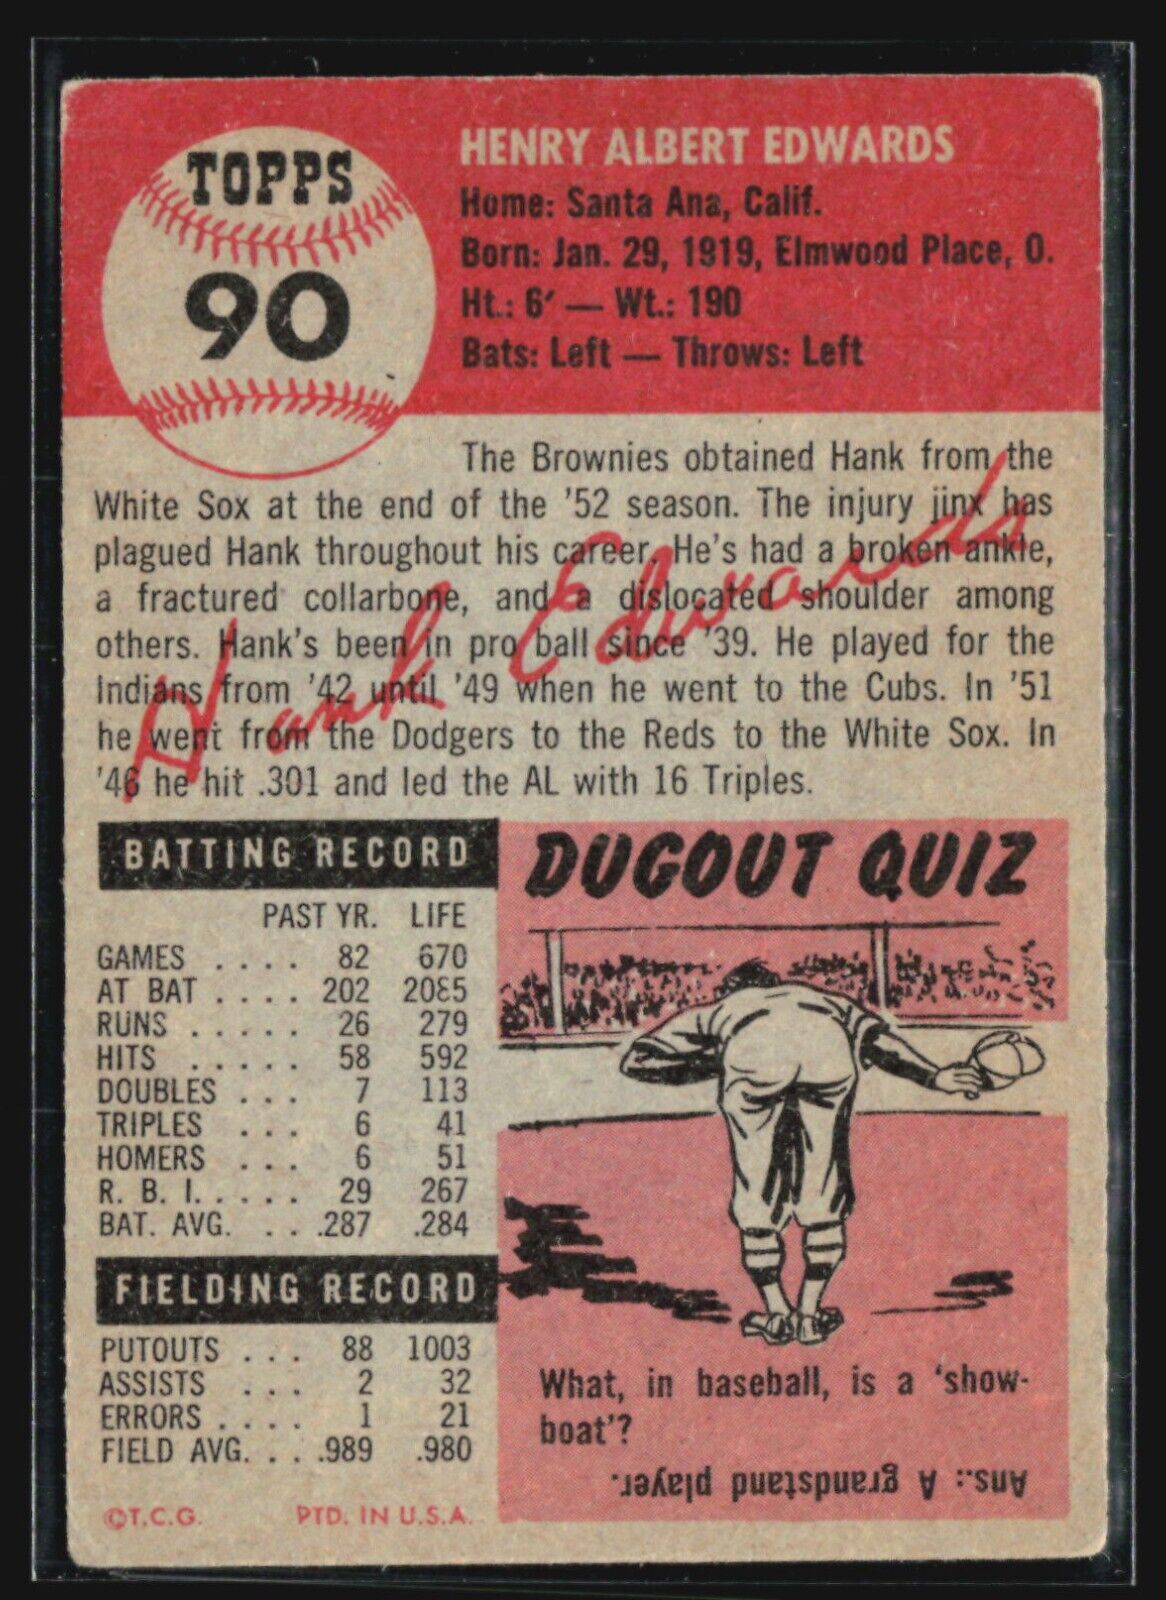 TOPPS
90
HENRY ALBERT EDWARDS
Home: Santa Ana, Calif.
Born: Jan. 29, 1919, Elmwood Place, O.
Ht.: 6' — Wt.: 190
Bats: Left — Throws: Left
The Brownies obtained Hank from the
White Sox at the end of the '52 season. The injury jinx has
plagued Hank throughout his career. He's had a broken ankle,
a fractured collarbone, and a dislocated shoulder among
others. Hank's been in pro ball since '39. He played for the
Indians from '42 until '49 when he went to the Cubs. In '51
he went from the Dodgers to the Reds to the White Sox. In
'46 he hit .301 and led the AL with 16 Triples.
Hank Edwards
BATTING RECORD
PAST YR. LIFE
GAMES . . . . 82 670
AT BAT . . . . 202 2085
RUNS . . . . . 26 279
HITS . . . . . 58 592
DOUBLES . . . 7 113
TRIPLES . . . 6 41
HOMERS . . . 6 51
R. B. I. . . . . . 29 267
BAT. AVG. . . . .287 .284
FIELDING RECORD
PUTOUTS . . . 88 1003
ASSISTS . . . 2 32
ERRORS . . . . 1 21
FIELD AVG. . . .989 .980
©T.C.G. PTD. IN U.S.A.
DUGOUT QUIZ
What, in baseball, is a 'show-
boat'?
Ans.: A grandstand player.